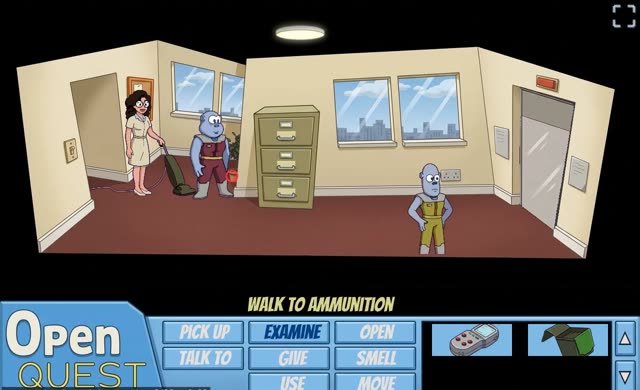 WALK TO AMMUNITION
Open
QUEST
PICK UP EXAMINE OPEN
TALK TO GIVE SMELL
USE MOVE